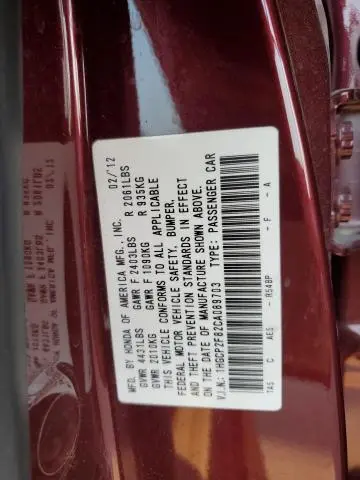 MFD. BY HONDA OF AMERICA MFG., INC. 02/12
GVWR 4431LBS GAWR F 2403LBS R 2061LBS
GVWR 2010KG GAWR F 1090KG R 935KG
THIS VEHICLE CONFORMS TO ALL APPLICABLE
FEDERAL MOTOR VEHICLE SAFETY, BUMPER,
AND THEFT PREVENTION STANDARDS IN EFFECT
ON THE DATE OF MANUFACTURE SHOWN ABOVE.
V.I.N: 1HGCP2F82CA089703 TYPE: PASSENGER CAR
TA5 C AES - R548P - F - A